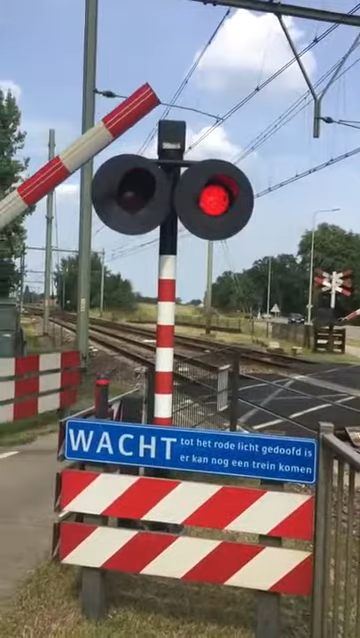 WACHT tot het rode licht gedoofd is
er kan nog een trein komen